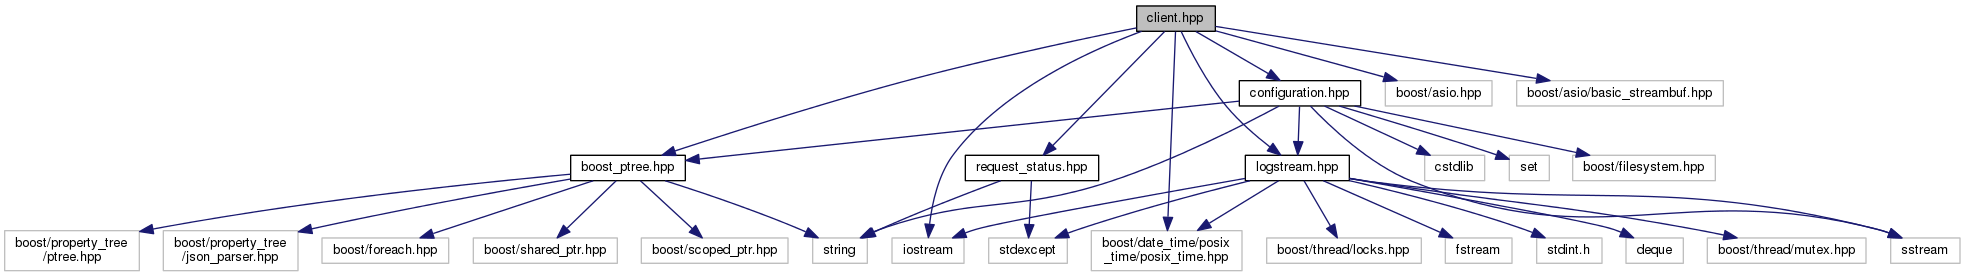 client.hpp
configuration.hpp
boost/asio.hpp
boost/asio/basic_streambuf.hpp
boost_ptree.hpp
request_status.hpp
logstream.hpp
cstdlib
set
boost/filesystem.hpp
boost/property_tree
/ptree.hpp
boost/property_tree
/json_parser.hpp
boost/foreach.hpp
boost/shared_ptr.hpp
boost/scoped_ptr.hpp
string
iostream
stdexcept
boost/date_time/posix
_time/posix_time.hpp
boost/thread/locks.hpp
fstream
stdint.h
deque
boost/thread/mutex.hpp
sstream